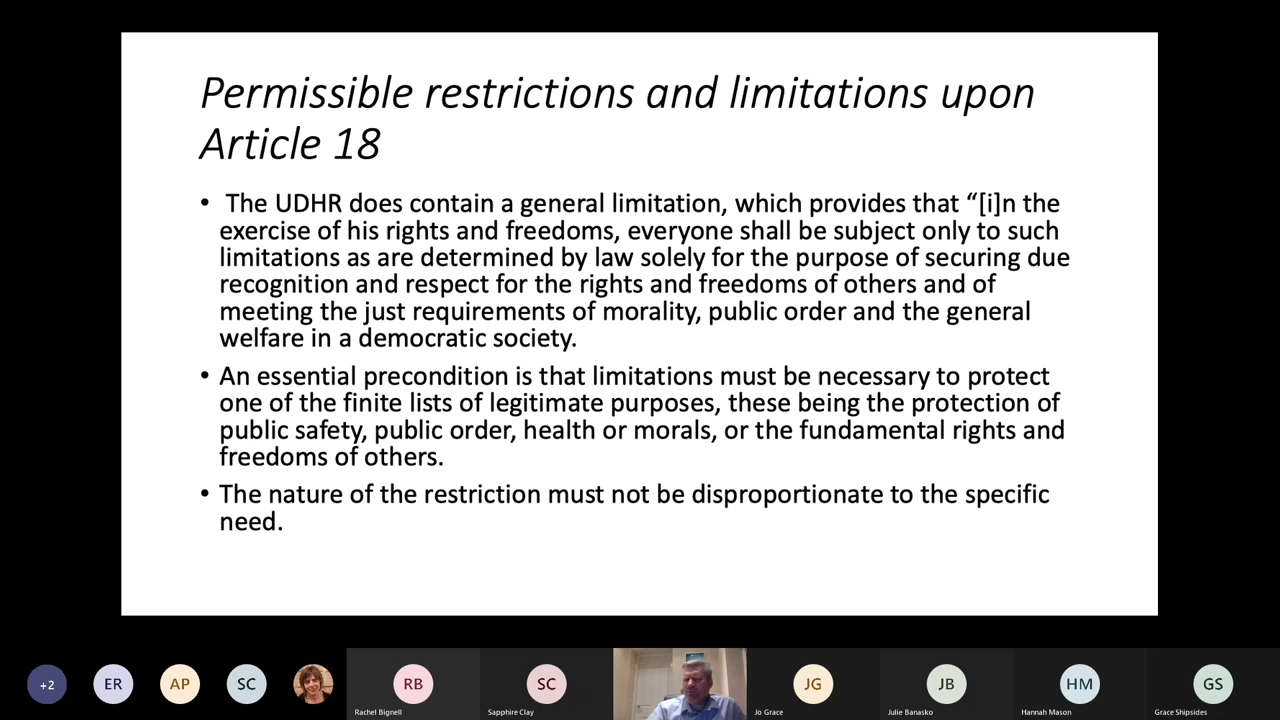 Permissible restrictions and limitations upon
Article 18
• The UDHR does contain a general limitation, which provides that “[i]n the
exercise of his rights and freedoms, everyone shall be subject only to such
limitations as are determined by law solely for the purpose of securing due
recognition and respect for the rights and freedoms of others and of
meeting the just requirements of morality, public order and the general
welfare in a democratic society.
• An essential precondition is that limitations must be necessary to protect
one of the finite lists of legitimate purposes, these being the protection of
public safety, public order, health or morals, or the fundamental rights and
freedoms of others.
• The nature of the restriction must not be disproportionate to the specific
need.
+2
ER
AP
SC
RB
Rachel Bignell
SC
Sapphire Clay
JG
Jo Grace
JB
Julie Banasko
HM
Hannah Mason
GS
Grace Shipsides